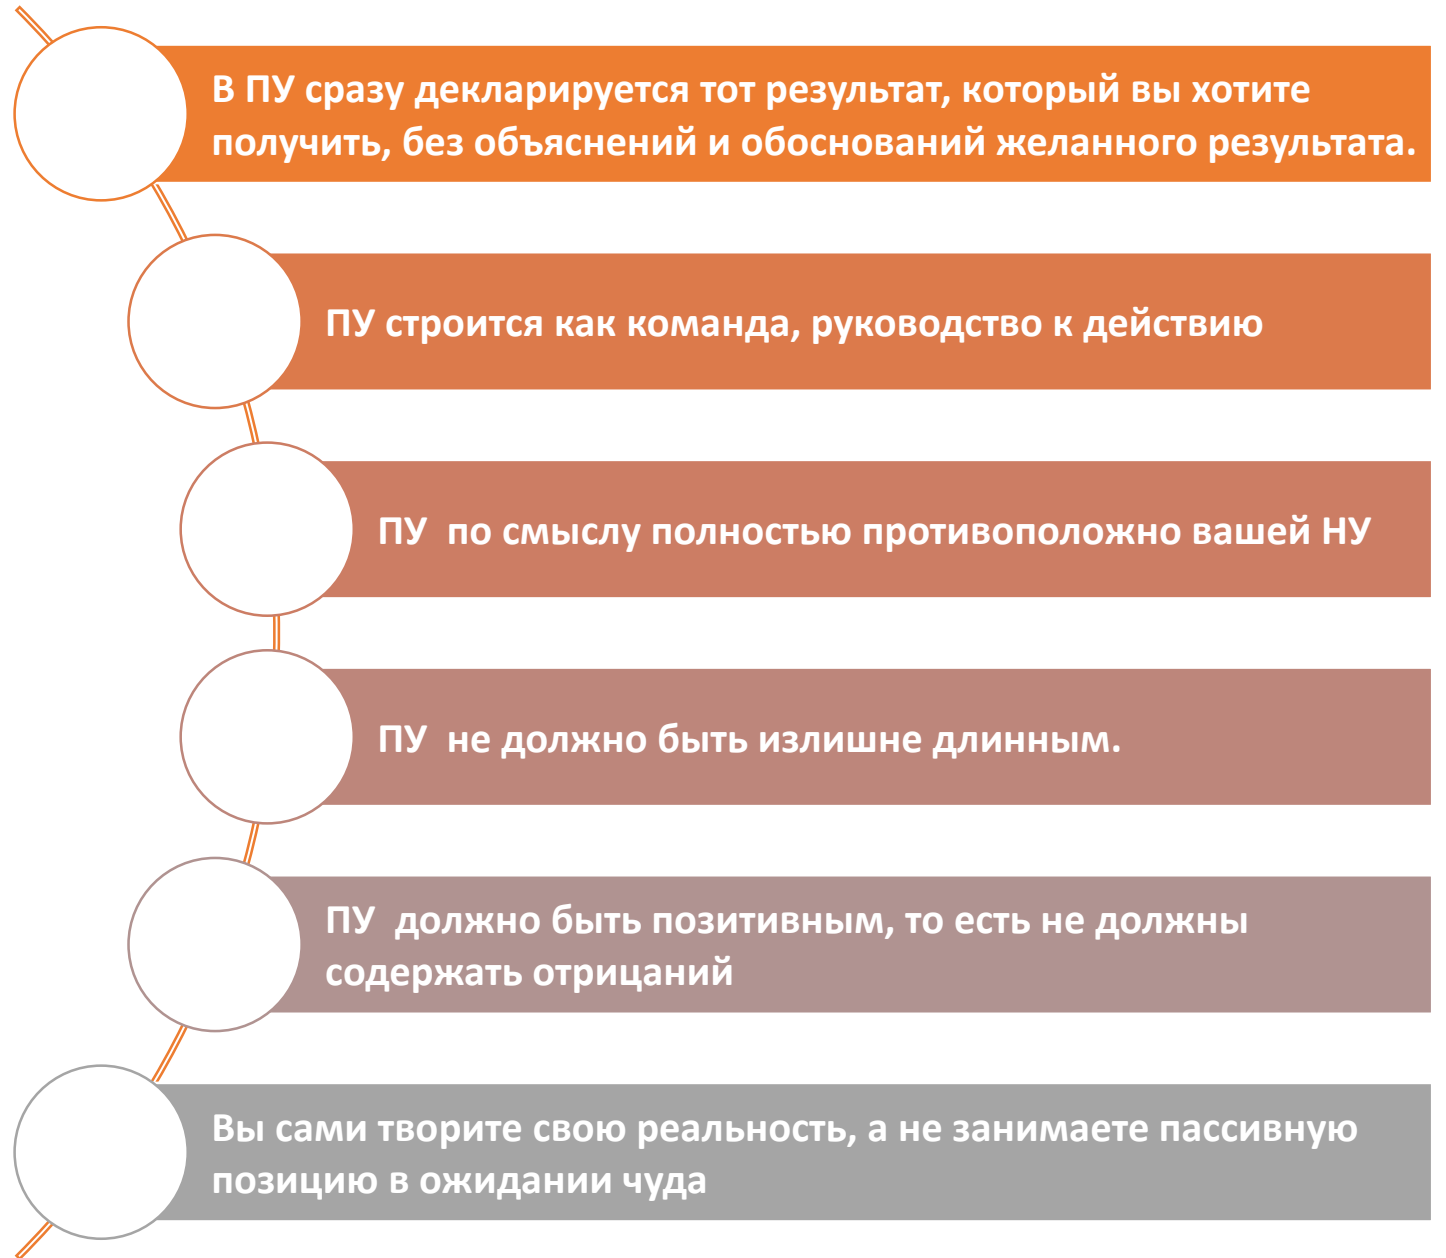 В ПУ сразу декларируется тот результат, который вы хотите
получить, без объяснений и обоснований желанного результата.
ПУ строится как команда, руководство к действию
ПУ  по смыслу полностью противоположно вашей НУ
ПУ  не должно быть излишне длинным.
ПУ  должно быть позитивным, то есть не должны
содержать отрицаний
Вы сами творите свою реальность, а не занимаете пассивную
позицию в ожидании чуда